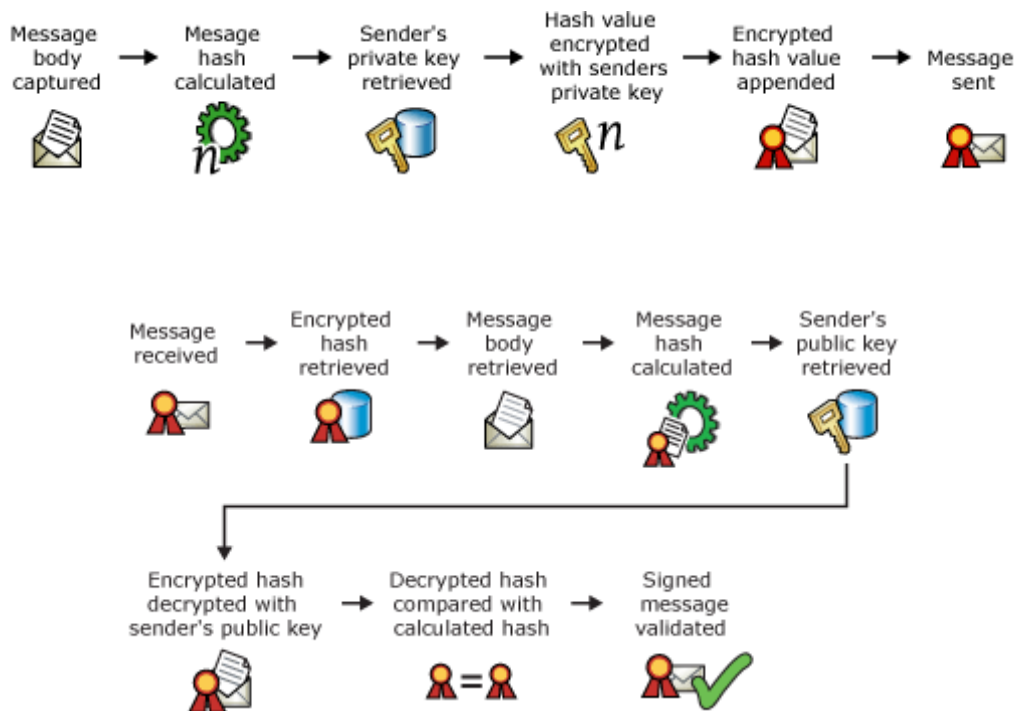 Message
body
captured
Mesage
hash
calculated
Sender's
private key
retrieved
Hash value
encrypted
with senders
private key
Encrypted
hash value
appended
Message
sent
n
n
Message
received
Encrypted
hash
retrieved
Message
body
retrieved
Message
hash
calculated
Sender's
public key
retrieved
Encrypted hash
decrypted with
sender's public key
Decrypted hash
compared with
calculated hash
Signed
message
validated
=